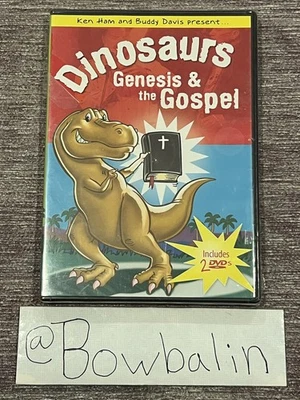 Ken Ham and Buddy Davis present...
Dinosaurs
Genesis &
the Gospel
Includes
2 DVDs
@Bowbalin